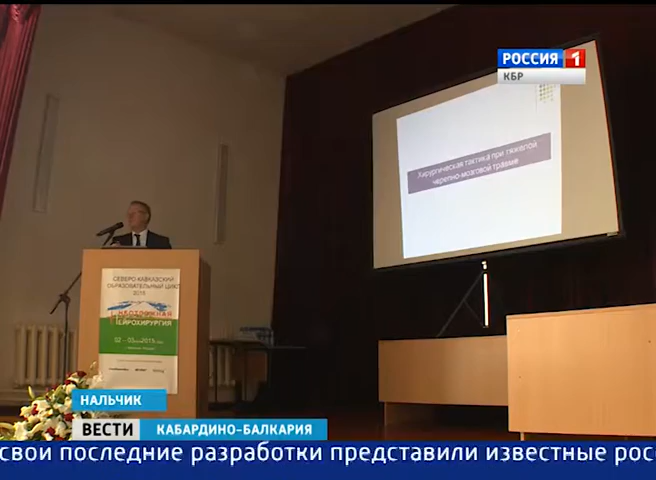 РОССИЯ 1
КБР
Хирургическая тактика при тяжелой
черепно-мозговой травме
СЕВЕРО-КАВКАЗСКИЙ
ОБРАЗОВАТЕЛЬНЫЙ ЦИКЛ
2015
НЕОТЛОЖНАЯ
НЕЙРОХИРУРГИЯ
НАЛЬЧИК
ВЕСТИ КАБАРДИНО-БАЛКАРИЯ
свои последние разработки представили известные рос